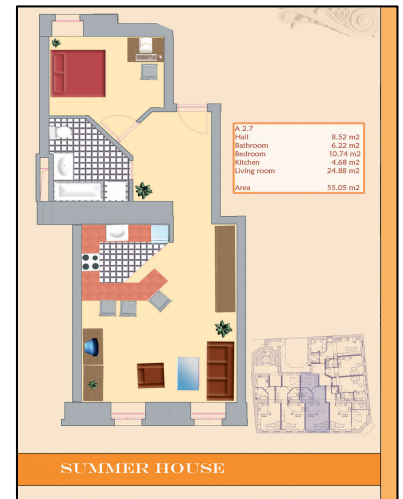 A 2.7
Hall 8.52 m2
Bathroom 6.22 m2
Bedroom 10.74 m2
Kitchen 4.68 m2
Living room 24.88 m2
Area 55.05 m2
SUMMER HOUSE